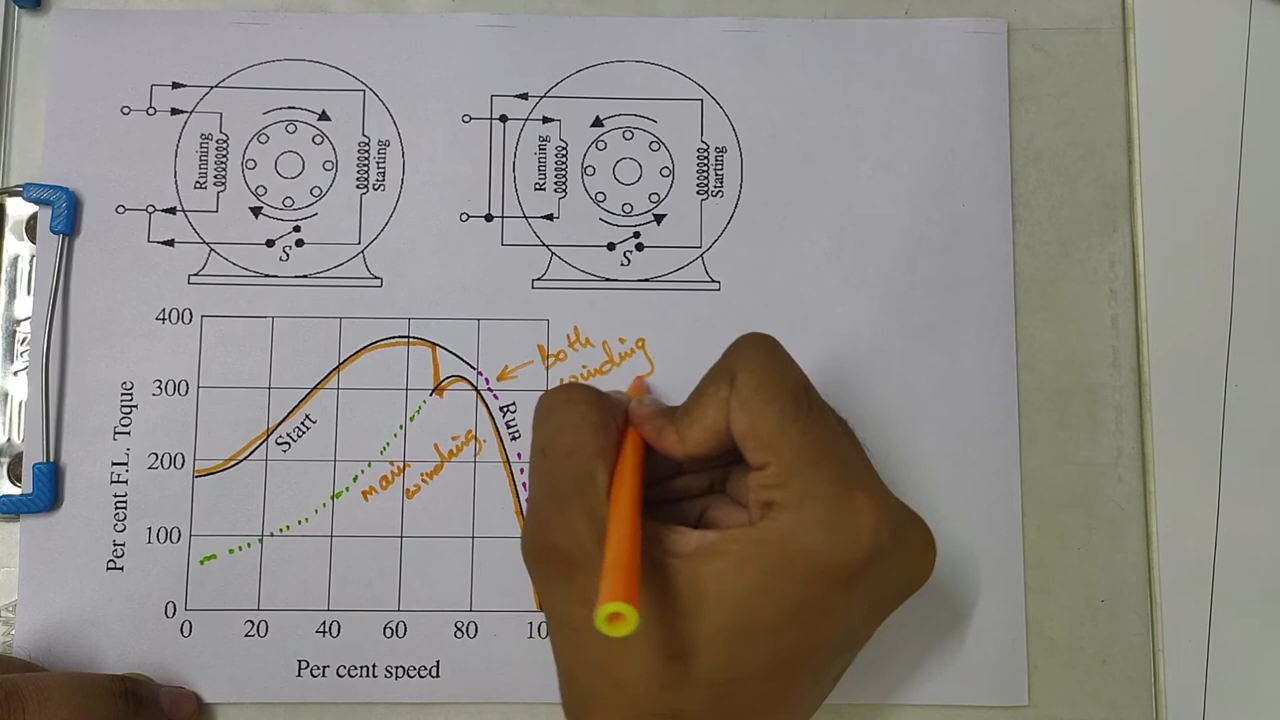 Running
Starting
S
Running
Starting
S
400
300
200
100
0
Per cent F.L. Toque
Start
Run
Both
winding
main
winding.
0
20
40
60
80
10
Per cent speed